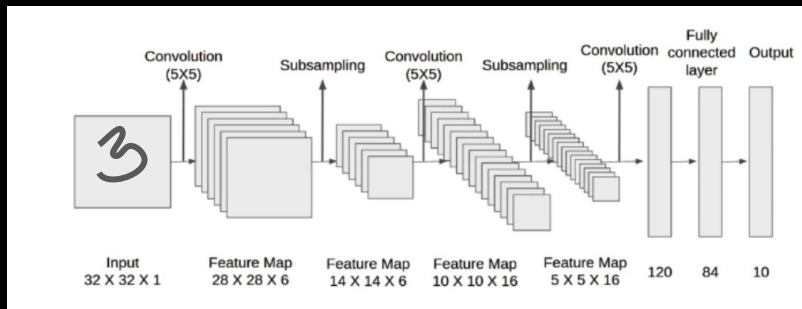 Convolution
(5X5)
Subsampling
Convolution
(5X5)
Subsampling
Convolution
(5X5)
Fully
connected
layer
Output
3
Input
32 X 32 X 1
Feature Map
28 X 28 X 6
Feature Map
14 X 14 X 6
Feature Map
10 X 10 X 16
Feature Map
5 X 5 X 16
120
84
10